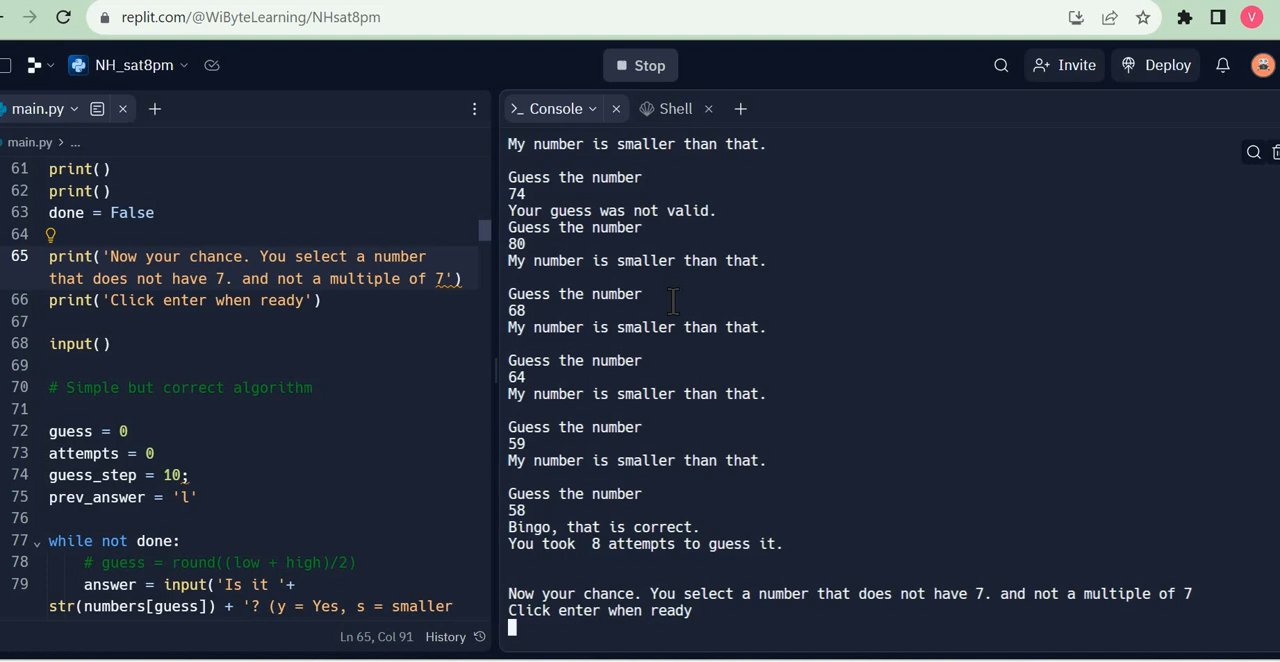 replit.com/@WiByteLearning/NHsat8pm
V
NH_sat8pm
Stop
Invite
Deploy
main.py
main.py > ...
61 print()
62 print()
63 done = False
64
65 print('Now your chance. You select a number
that does not have 7. and not a multiple of 7')
66 print('Click enter when ready')
67
68 input()
69
70 # Simple but correct algorithm
71
72 guess = 0
73 attempts = 0
74 guess_step = 10;
75 prev_answer = 'l'
76
77 while not done:
78 # guess = round((low + high)/2)
79 answer = input('Is it '+
str(numbers[guess]) + '? (y = Yes, s = smaller
Ln 65, Col 91 History
>_ Console
Shell
My number is smaller than that.
Guess the number
74
Your guess was not valid.
Guess the number
80
My number is smaller than that.
Guess the number
68
My number is smaller than that.
Guess the number
64
My number is smaller than that.
Guess the number
59
My number is smaller than that.
Guess the number
58
Bingo, that is correct.
You took  8 attempts to guess it.
Now your chance. You select a number that does not have 7. and not a multiple of 7
Click enter when ready